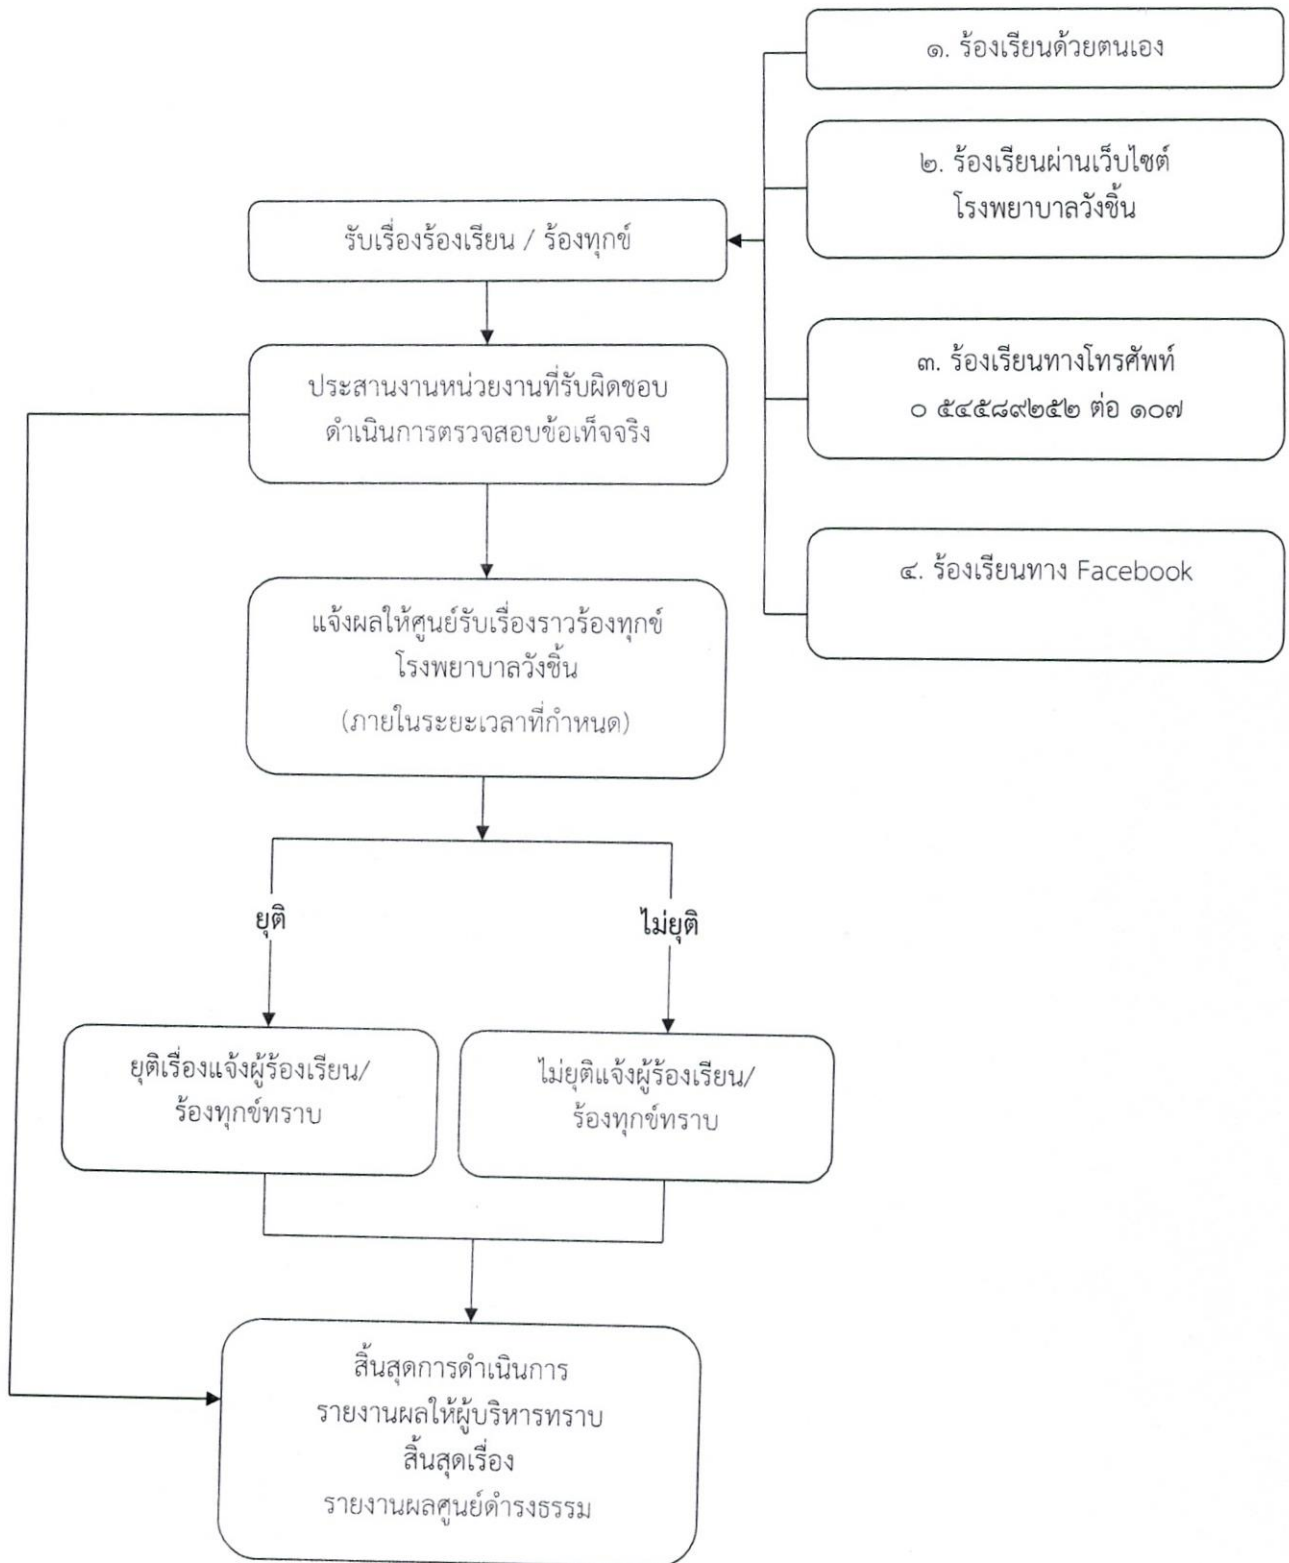 ๑. ร้องเรียนด้วยตนเอง
๒. ร้องเรียนผ่านเว็บไซต์
โรงพยาบาลวังชิ้น
รับเรื่องร้องเรียน / ร้องทุกข์
๓. ร้องเรียนทางโทรศัพท์
๐ ๕๔๕๘๙๒๕๒ ต่อ ๑๐๗
ประสานงานหน่วยงานที่รับผิดชอบ
ดำเนินการตรวจสอบข้อเท็จจริง
๔. ร้องเรียนทาง Facebook
แจ้งผลให้ศูนย์รับเรื่องราวร้องทุกข์
โรงพยาบาลวังชิ้น
(ภายในระยะเวลาที่กำหนด)
ยุติ
ไม่ยุติ
ยุติเรื่องแจ้งผู้ร้องเรียน/
ร้องทุกข์ทราบ
ไม่ยุติแจ้งผู้ร้องเรียน/
ร้องทุกข์ทราบ
สิ้นสุดการดำเนินการ
รายงานผลให้ผู้บริหารทราบ
สิ้นสุดเรื่อง
รายงานผลศูนย์ดำรงธรรม